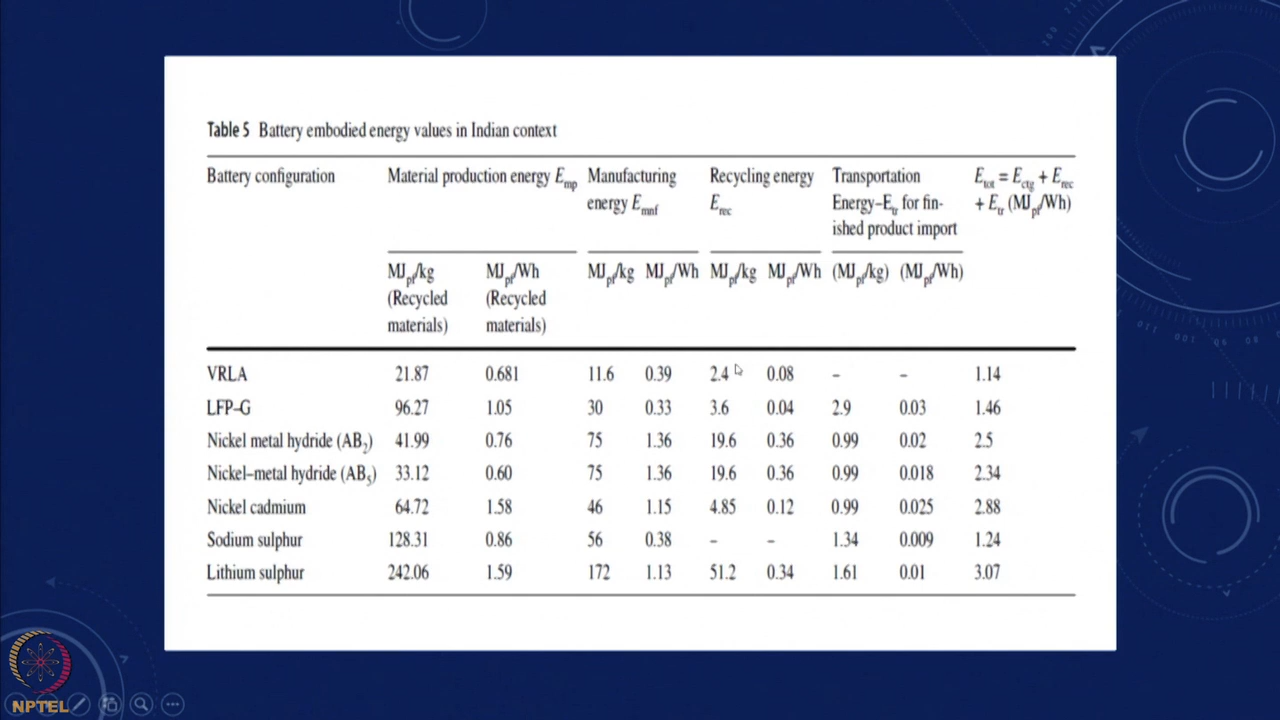 Table 5 Battery embodied energy values in Indian context
Battery configuration Material production energy E_mp Manufacturing energy E_mnf Recycling energy E_rec Transportation Energy–E_tr for fin-ished product import E_tot = E_ctg + E_rec + E_tr (MJ_pf/Wh)
MJ_pf/kg (Recycled materials) MJ_pf/Wh (Recycled materials) MJ_pf/kg MJ_pf/Wh MJ_pf/kg MJ_pf/Wh (MJ_pf/kg) (MJ_pf/Wh)
VRLA 21.87 0.681 11.6 0.39 2.4 0.08 – – 1.14
LFP–G 96.27 1.05 30 0.33 3.6 0.04 2.9 0.03 1.46
Nickel metal hydride (AB₂) 41.99 0.76 75 1.36 19.6 0.36 0.99 0.02 2.5
Nickel–metal hydride (AB₅) 33.12 0.60 75 1.36 19.6 0.36 0.99 0.018 2.34
Nickel cadmium 64.72 1.58 46 1.15 4.85 0.12 0.99 0.025 2.88
Sodium sulphur 128.31 0.86 56 0.38 – – 1.34 0.009 1.24
Lithium sulphur 242.06 1.59 172 1.13 51.2 0.34 1.61 0.01 3.07
NPTEL